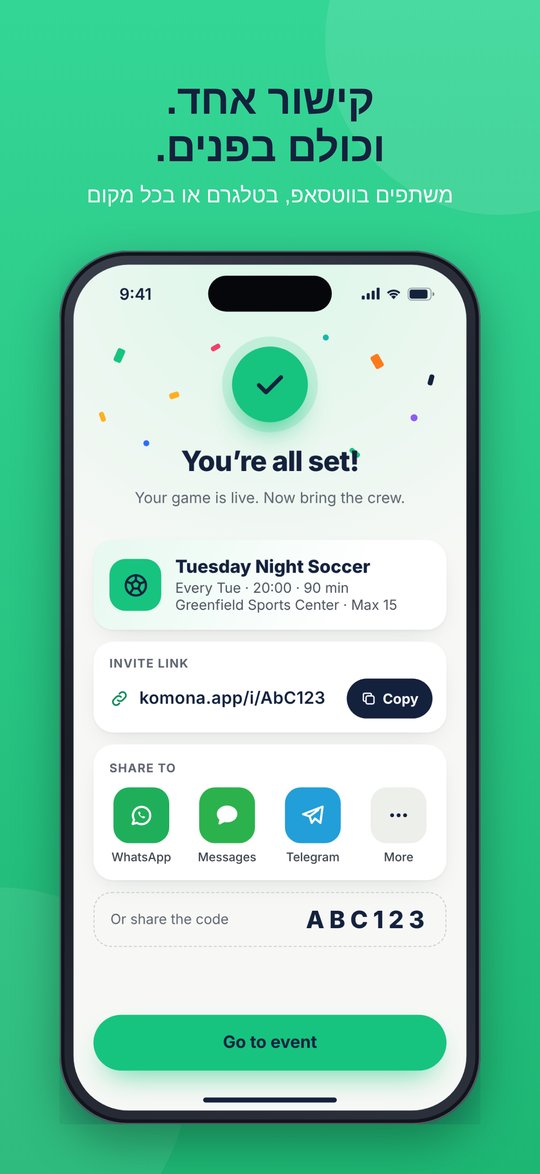 קישור אחד.
וכולם בפנים.
משתפים בווטסאפ, בטלגרם או בכל מקום
9:41
You’re all set!
Your game is live. Now bring the crew.
Tuesday Night Soccer
Every Tue · 20:00 · 90 min
Greenfield Sports Center · Max 15
INVITE LINK
komona.app/i/AbC123
Copy
SHARE TO
WhatsApp
Messages
Telegram
More
Or share the code
ABC123
Go to event